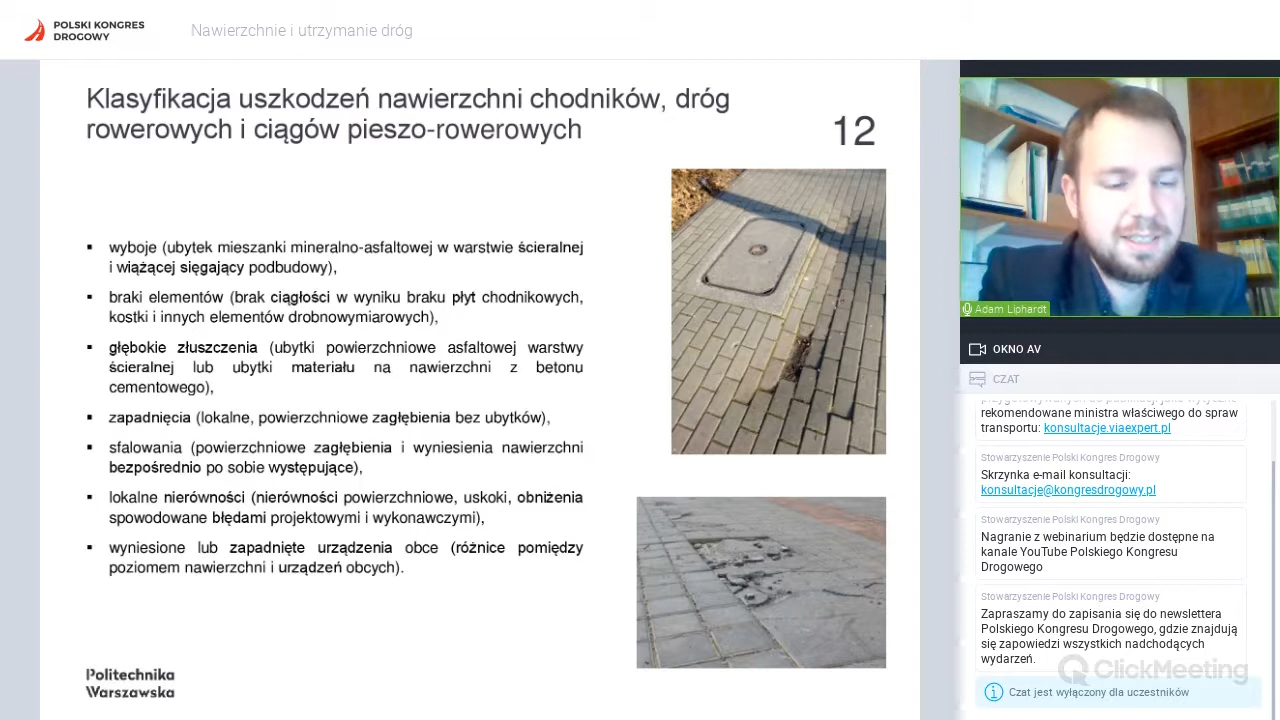 POLSKI KONGRES
DROGOWY
Nawierzchnie i utrzymanie dróg
Klasyfikacja uszkodzeń nawierzchni chodników, dróg
rowerowych i ciągów pieszo-rowerowych
12
▪ wyboje (ubytek mieszanki mineralno-asfaltowej w warstwie ścieralnej
i wiążącej sięgający podbudowy),
▪ braki elementów (brak ciągłości w wyniku braku płyt chodnikowych,
kostki i innych elementów drobnowymiarowych),
▪ głębokie złuszczenia (ubytki powierzchniowe asfaltowej warstwy
ścieralnej lub ubytki materiału na nawierzchni z betonu
cementowego),
▪ zapadnięcia (lokalne, powierzchniowe zagłębienia bez ubytków),
▪ sfalowania (powierzchniowe zagłębienia i wyniesienia nawierzchni
bezpośrednio po sobie występujące),
▪ lokalne nierówności (nierówności powierzchniowe, uskoki, obniżenia
spowodowane błędami projektowymi i wykonawczymi),
▪ wyniesione lub zapadnięte urządzenia obce (różnice pomiędzy
poziomem nawierzchni i urządzeń obcych).
Politechnika
Warszawska
Adam Liphardt
OKNO AV
CZAT
rekomendowane ministra właściwego do spraw
transportu: konsultacje.viaexpert.pl
Stowarzyszenie Polski Kongres Drogowy
Skrzynka e-mail konsultacji:
konsultacje@kongresdrogowy.pl
Stowarzyszenie Polski Kongres Drogowy
Nagranie z webinarium będzie dostępne na
kanale YouTube Polskiego Kongresu
Drogowego
Stowarzyszenie Polski Kongres Drogowy
Zapraszamy do zapisania się do newslettera
Polskiego Kongresu Drogowego, gdzie znajdują
się zapowiedzi wszystkich nadchodzących
wydarzeń.
ClickMeeting
Czat jest wyłączony dla uczestników